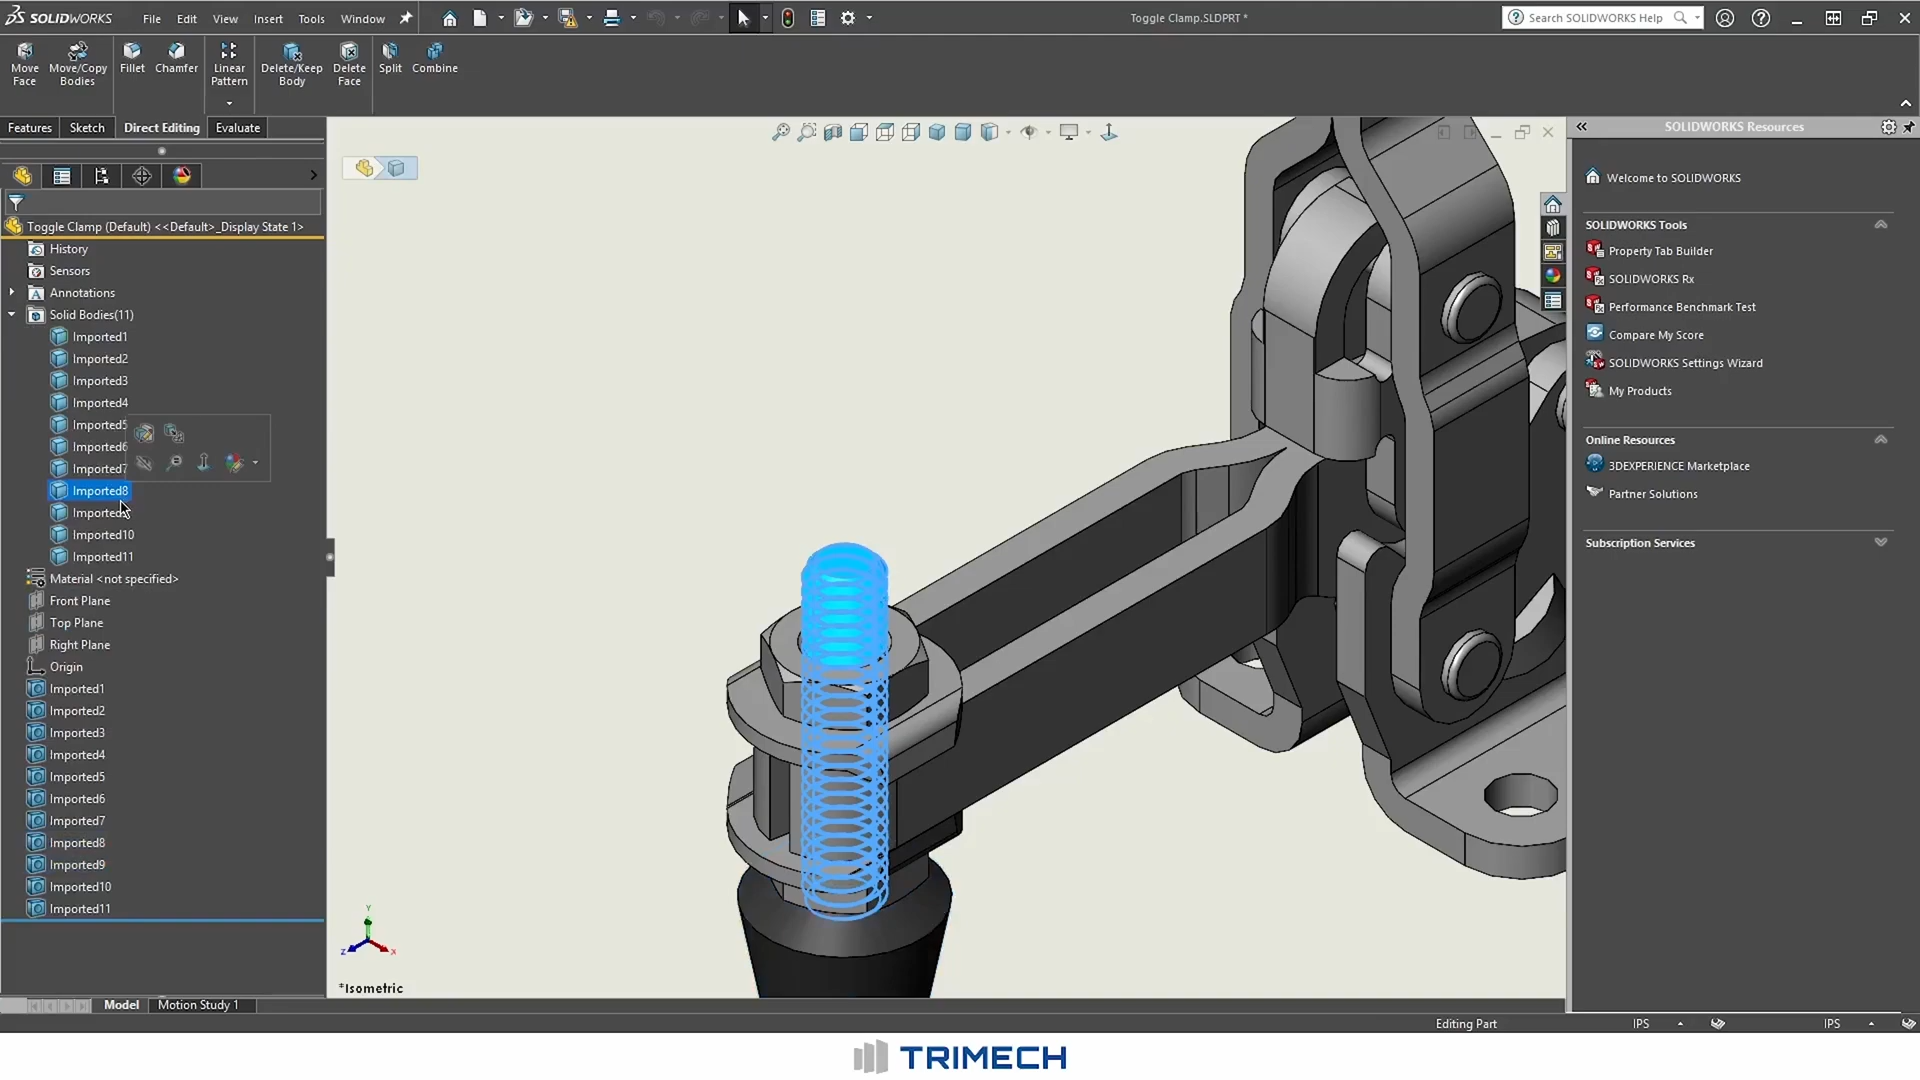 SOLIDWORKS
File Edit View Insert Tools Window
Toggle Clamp.SLDPRT *
Search SOLIDWORKS Help
Move Face
Move/Copy Bodies
Fillet
Chamfer
Linear Pattern
Delete/Keep Body
Delete Face
Split
Combine
Features Sketch Direct Editing Evaluate
Toggle Clamp (Default) <<Default>_Display State 1>
History
Sensors
Annotations
Solid Bodies(11)
Imported1
Imported2
Imported3
Imported4
Imported5
Imported6
Imported7
Imported8
Imported
Imported10
Imported11
Material <not specified>
Front Plane
Top Plane
Right Plane
Origin
Imported1
Imported2
Imported3
Imported4
Imported5
Imported6
Imported7
Imported8
Imported9
Imported10
Imported11
Y
Z
X
*Isometric
SOLIDWORKS Resources
Welcome to SOLIDWORKS
SOLIDWORKS Tools
Property Tab Builder
SOLIDWORKS Rx
Performance Benchmark Test
Compare My Score
SOLIDWORKS Settings Wizard
My Products
Online Resources
3DEXPERIENCE Marketplace
Partner Solutions
Subscription Services
Model Motion Study 1
Editing Part IPS IPS
TRIMECH